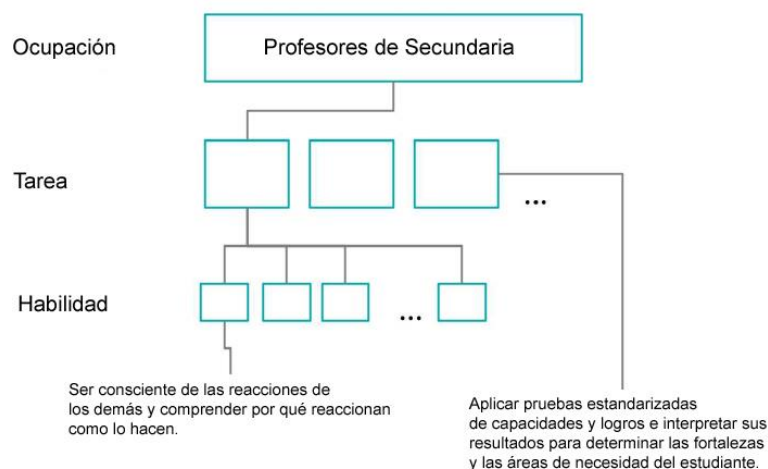 Ocupación
Profesores de Secundaria
Tarea
...
Habilidad
...
Ser consciente de las reacciones de
los demás y comprender por qué reaccionan
como lo hacen.
Aplicar pruebas estandarizadas
de capacidades y logros e interpretar sus
resultados para determinar las fortalezas
y las áreas de necesidad del estudiante.